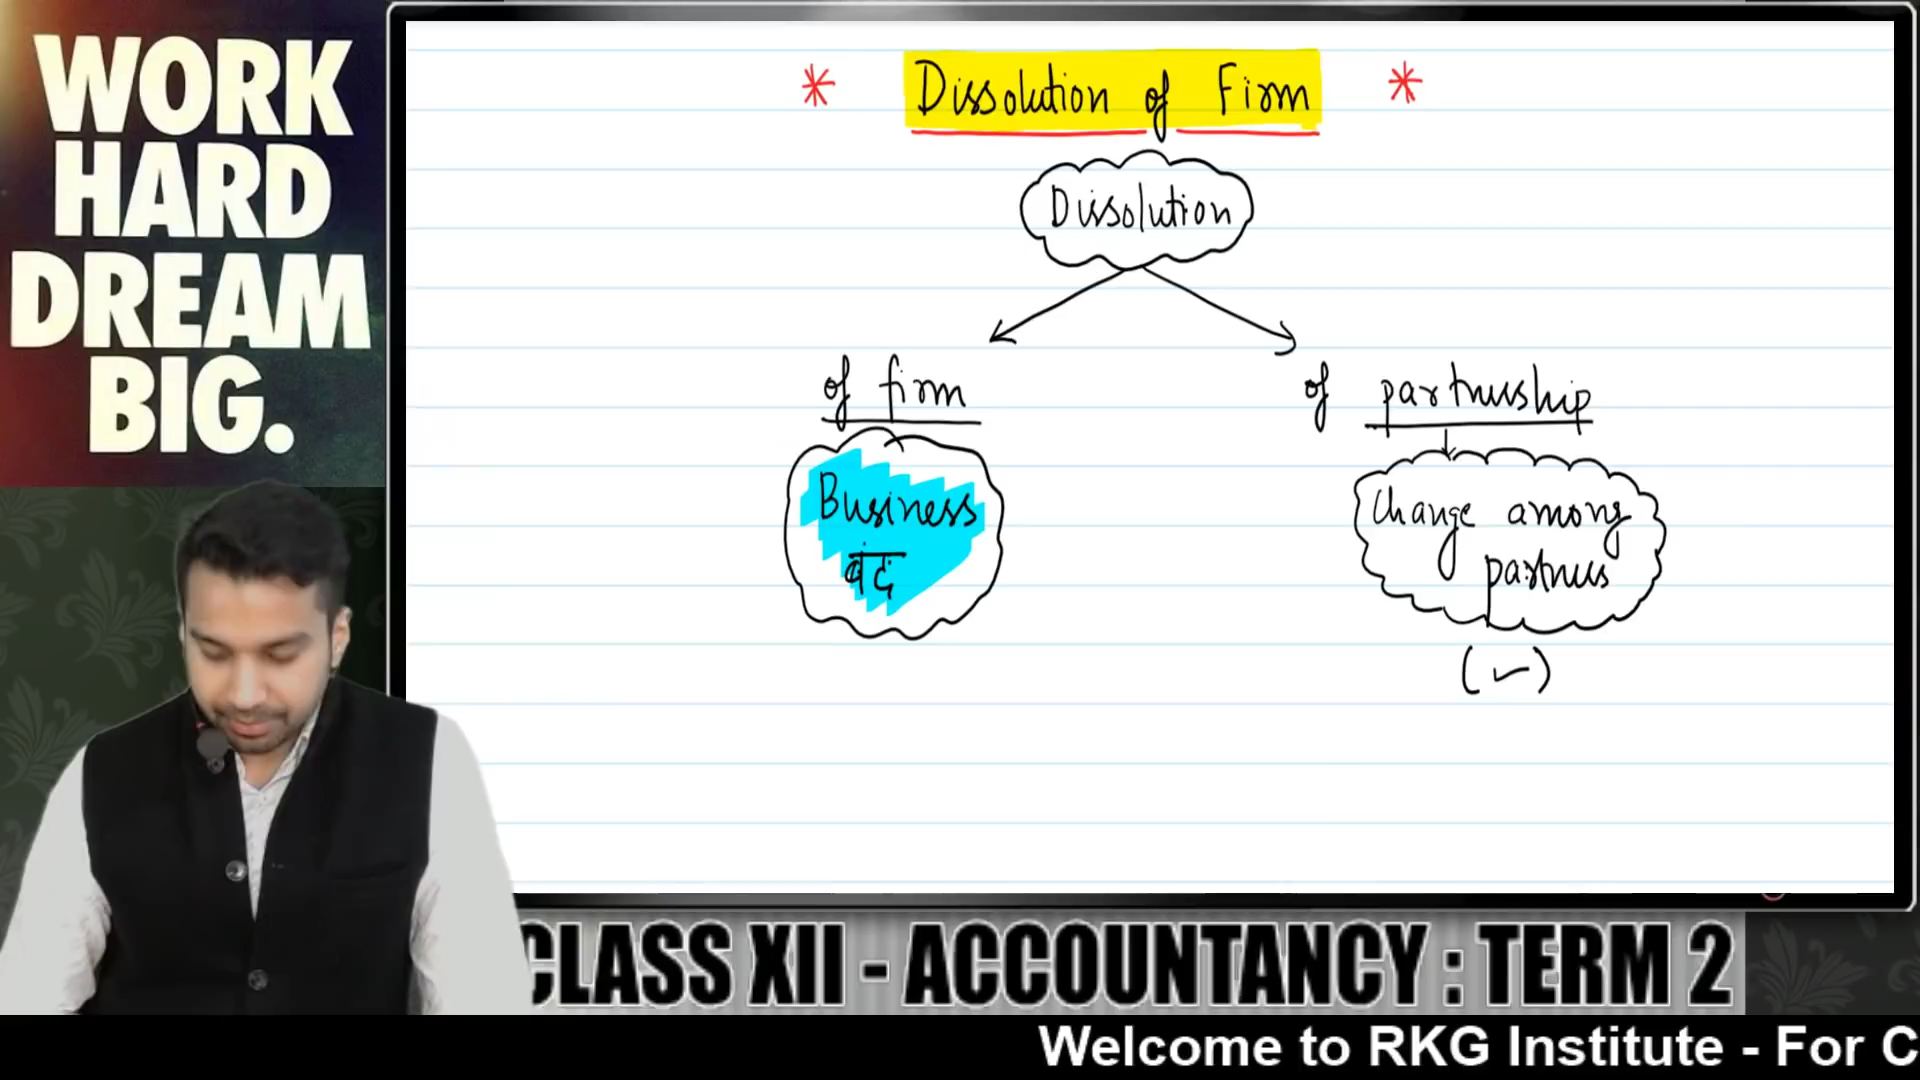 WORK
HARD
DREAM
BIG.
* Dissolution of Firm *
Dissolution
of firm
of partnership
Business
बंद
Change among
partners
(✓)
CLASS XII - ACCOUNTANCY : TERM 2
Welcome to RKG Institute - For C